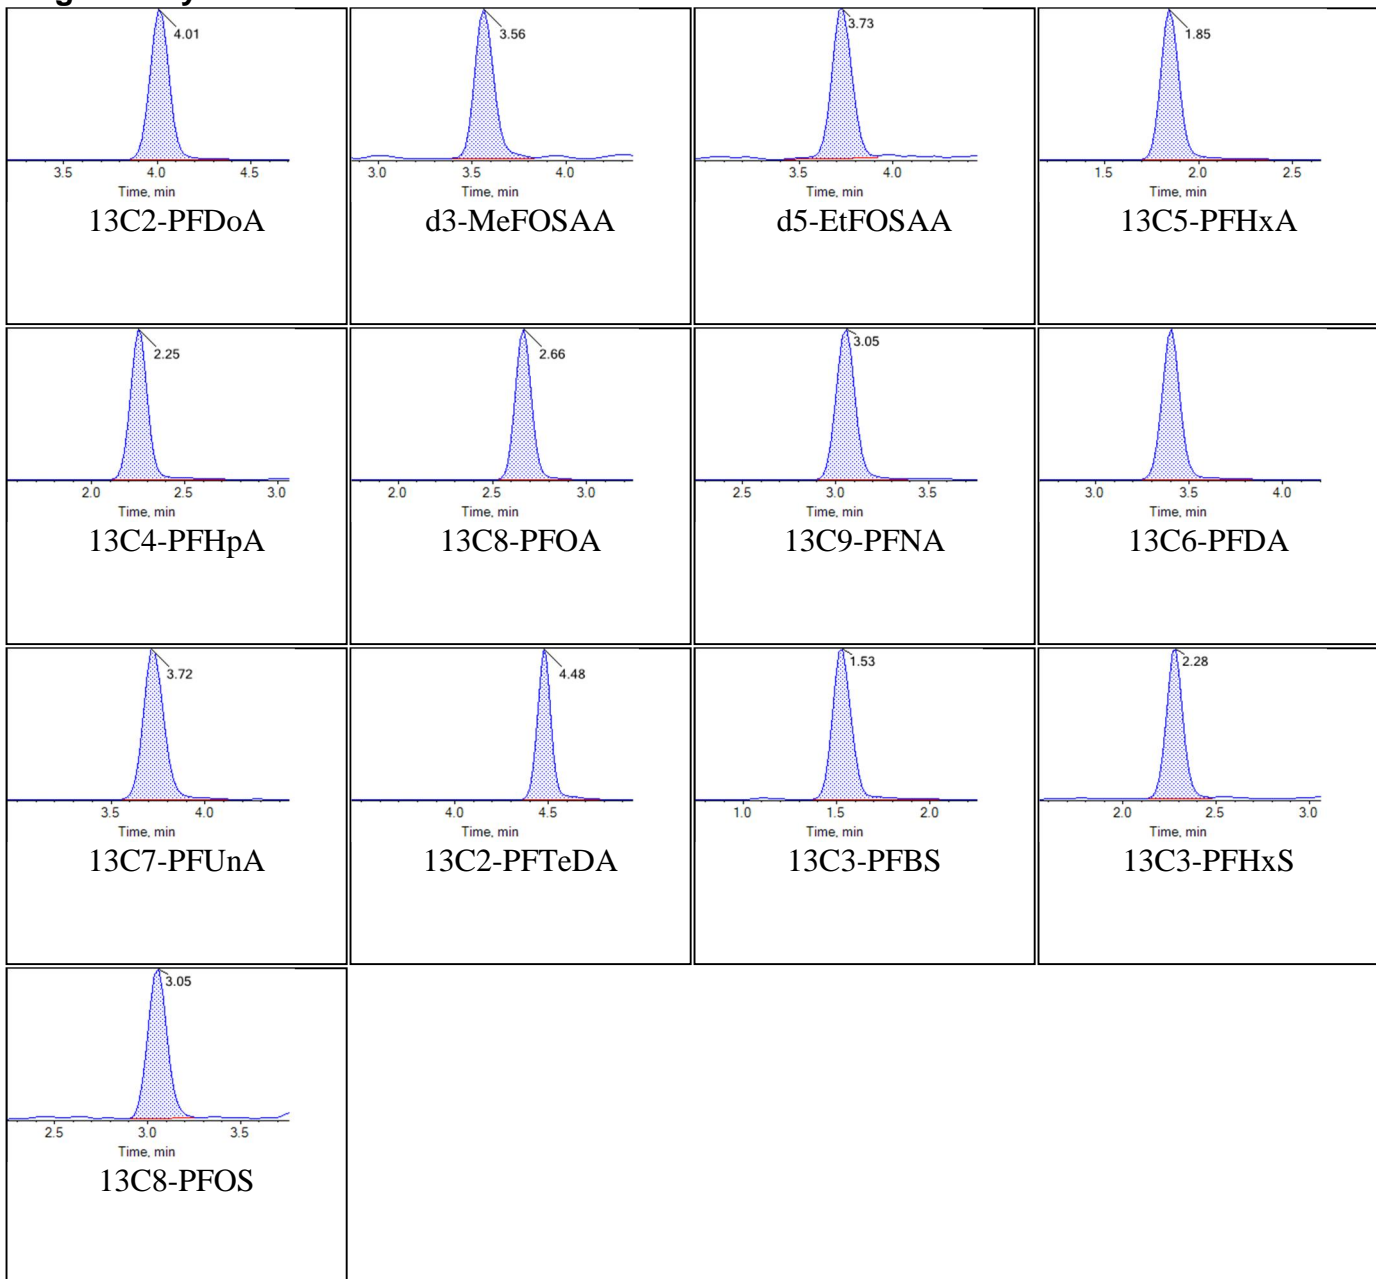 4.01
3.5 4.0 4.5
Time, min
13C2-PFDoA
3.56
3.0 3.5 4.0
Time, min
d3-MeFOSAA
3.73
3.5 4.0
Time, min
d5-EtFOSAA
1.85
1.5 2.0 2.5
Time, min
13C5-PFHxA
2.25
2.0 2.5 3.0
Time, min
13C4-PFHpA
2.66
2.0 2.5 3.0
Time, min
13C8-PFOA
3.05
2.5 3.0 3.5
Time, min
13C9-PFNA
3.0 3.5 4.0
Time, min
13C6-PFDA
3.72
3.5 4.0
Time, min
13C7-PFUnA
4.48
4.0 4.5
Time, min
13C2-PFTeDA
1.53
1.0 1.5 2.0
Time, min
13C3-PFBS
2.28
2.0 2.5 3.0
Time, min
13C3-PFHxS
3.05
2.5 3.0 3.5
Time, min
13C8-PFOS